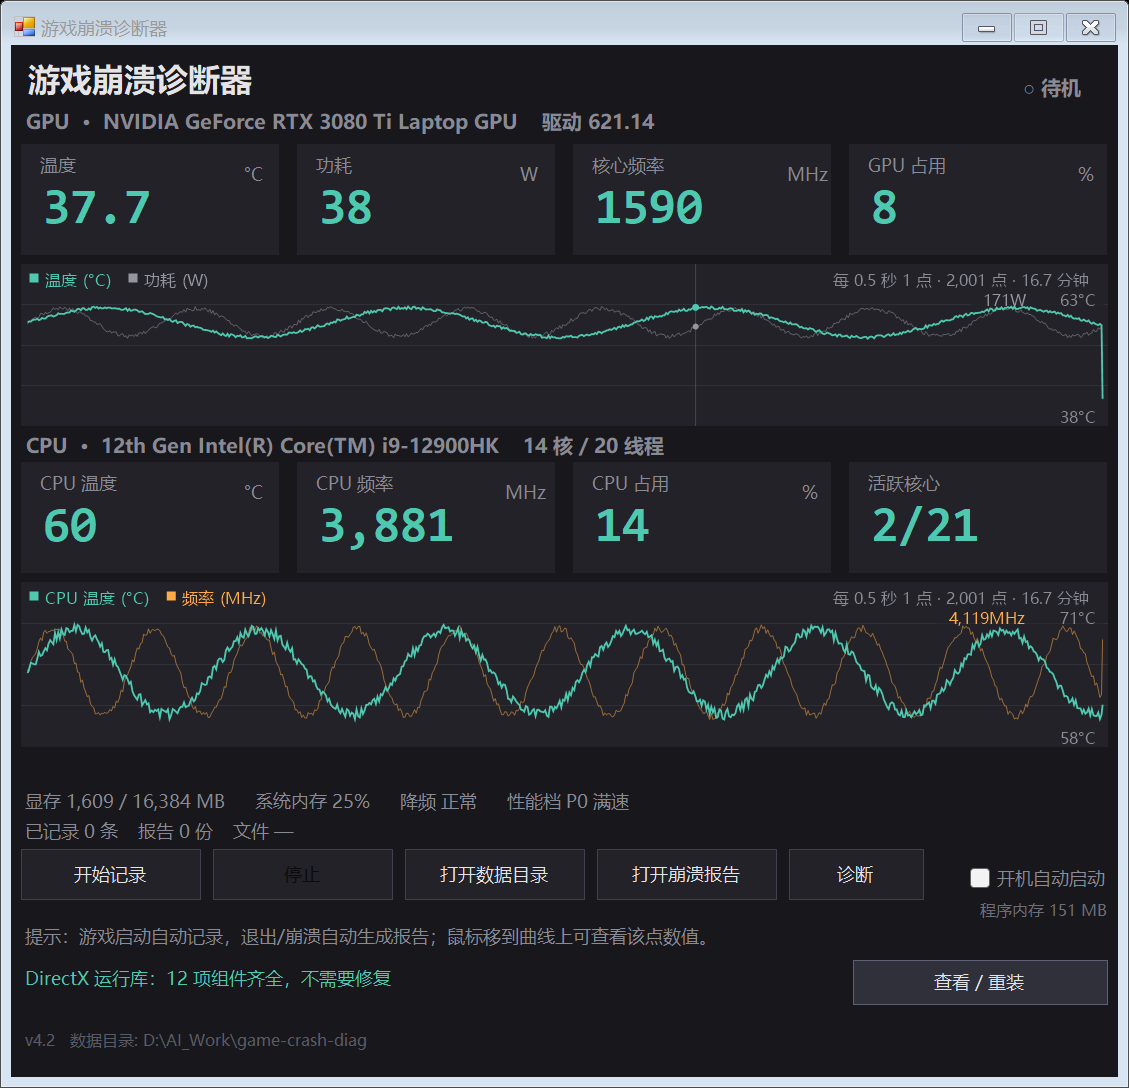 游戏崩溃诊断器
游戏崩溃诊断器
○ 待机
GPU • NVIDIA GeForce RTX 3080 Ti Laptop GPU 驱动 621.14
温度 °C
37.7
功耗 W
38
核心频率 MHz
1590
GPU 占用 %
8
温度 (°C) 功耗 (W) 每 0.5 秒 1 点 · 2,001 点 · 16.7 分钟
171W 63°C
38°C
CPU • 12th Gen Intel(R) Core(TM) i9-12900HK 14 核 / 20 线程
CPU 温度 °C
60
CPU 频率 MHz
3,881
CPU 占用 %
14
活跃核心
2/21
CPU 温度 (°C) 频率 (MHz) 每 0.5 秒 1 点 · 2,001 点 · 16.7 分钟
4,119MHz 71°C
58°C
显存 1,609 / 16,384 MB 系统内存 25% 降频 正常 性能档 P0 满速
已记录 0 条 报告 0 份 文件 —
开始记录 停止 打开数据目录 打开崩溃报告 诊断 开机自动启动
程序内存 151 MB
提示：游戏启动自动记录，退出/崩溃自动生成报告；鼠标移到曲线上可查看该点数值。
DirectX 运行库：12 项组件齐全，不需要修复
查看 / 重装
v4.2 数据目录: D:\AI_Work\game-crash-diag